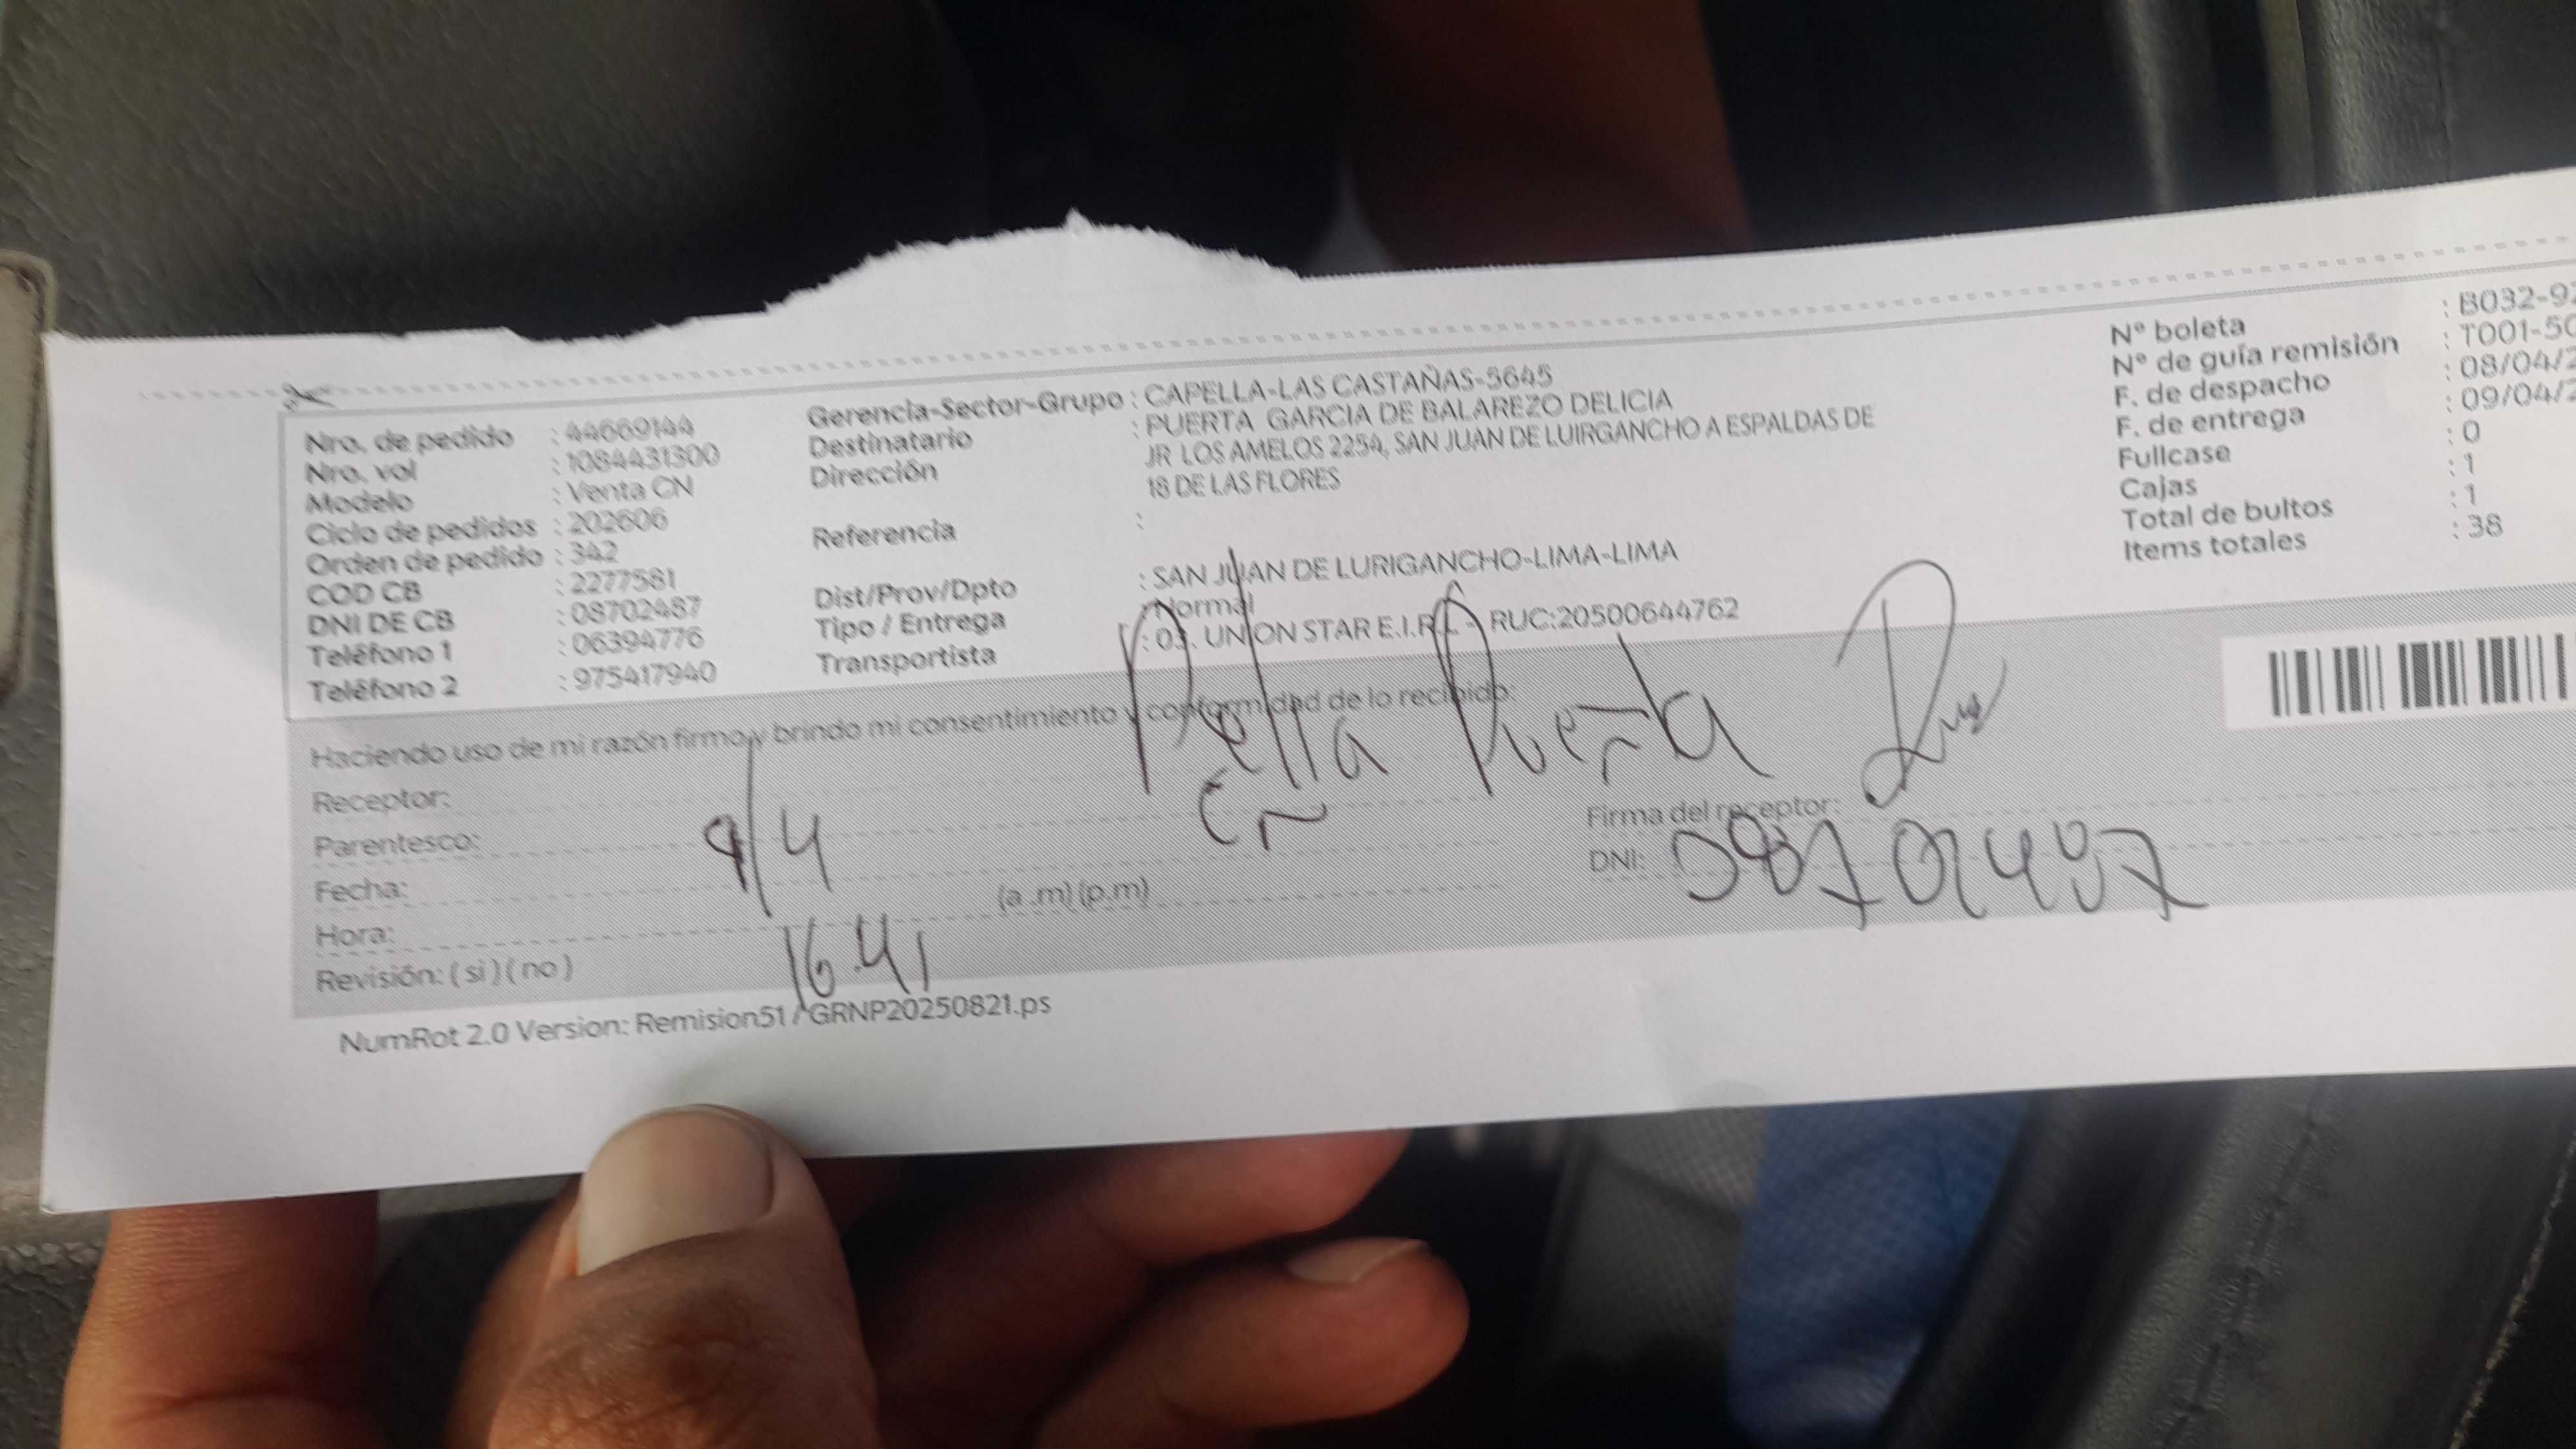 Nro. de pedido : 44669144
Nro. vol : 1084431300
Modelo : Venta CN
Ciclo de pedidos : 202606
Orden de pedido : 342
COD CB : 2277581
DNI DE CB : 08702487
Teléfono 1 : 06394776
Teléfono 2 : 975417940
Gerencia-Sector-Grupo : CAPELLA-LAS CASTAÑAS-5645
Destinatario : PUERTA GARCIA DE BALAREZO DELICIA
Dirección JR LOS AMELOS 2254, SAN JUAN DE LUIRGANCHO A ESPALDAS DE
18 DE LAS FLORES
Referencia :
Dist/Prov/Dpto : SAN JUAN DE LURIGANCHO-LIMA-LIMA
Tipo / Entrega : Normal
Transportista : 03. UNION STAR E.I.R.L - RUC:20500644762
Nº boleta : B032-92
Nº de guía remisión : T001-50
F. de despacho : 08/04/2
F. de entrega : 09/04/2
Fullcase : 0
Cajas : 1
Total de bultos : 1
Items totales : 38
Haciendo uso de mi razón firmo y brindo mi consentimiento y conformidad de lo recibido:
Receptor: Puerta
Parentesco:
Fecha: 9/4
Hora: 16.41 (a .m) (p.m)
Revisión: ( si ) ( no )
Firma del receptor:
DNI: 08702487
NumRot 2.0 Version: Remision51 / GRNP20250821.ps